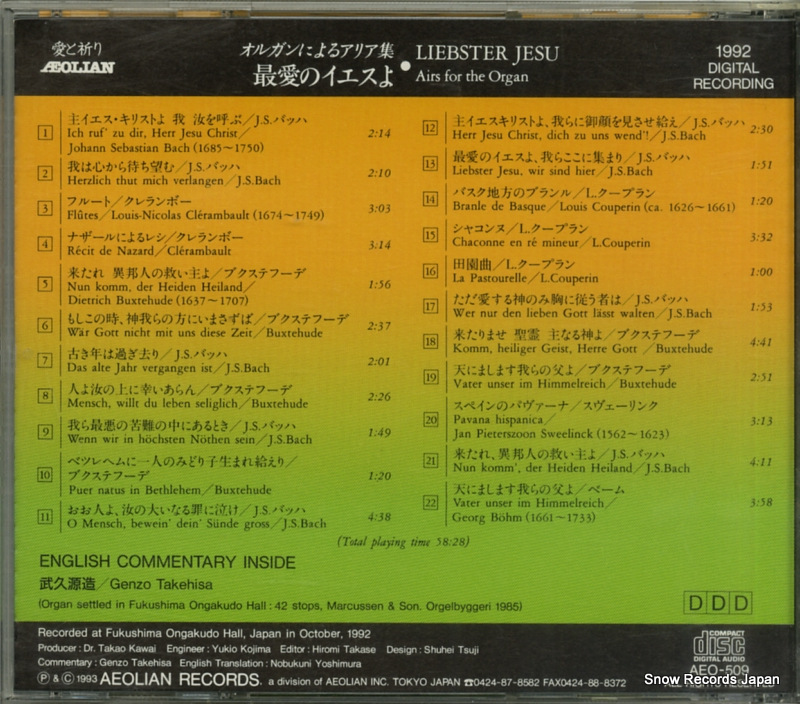 愛と祈り
ÆOLIAN
オルガンによるアリア集
最愛のイエスよ
● LIEBSTER JESU
Airs for the Organ
1992
DIGITAL
RECORDING
1 主イエス・キリストよ 我 汝を呼ぶ／J.S.バッハ
Ich ruf' zu dir, Herr Jesu Christ／
Johann Sebastian Bach (1685〜1750) 2:14
2 我は心から待ち望む／J.S.バッハ
Herzlich thut mich verlangen／J.S.Bach 2:10
3 フルート／クレランボー
Flûtes／Louis-Nicolas Clérambault (1674〜1749) 3:03
4 ナザールによるレシ／クレランボー
Récit de Nazard／Clérambault 3:14
5 来たれ 異邦人の救い主よ／ブクステフーデ
Nun komm, der Heiden Heiland／
Dietrich Buxtehude (1637〜1707) 1:56
6 もしこの時、神我らの方にいまさずば／ブクステフーデ
Wär Gott nicht mit uns diese Zeit／Buxtehude 2:37
7 古き年は過ぎ去り／J.S.バッハ
Das alte Jahr vergangen ist／J.S.Bach 2:01
8 人よ汝の上に幸いあらん／ブクステフーデ
Mensch, willt du leben seliglich／Buxtehude 2:26
9 我ら最悪の苦難の中にあるとき／J.S.バッハ
Wenn wir in höchsten Nöthen sein／J.S.Bach 1:49
10 ベツレヘムに一人のみどり子生まれ給えり／
ブクステフーデ
Puer natus in Bethlehem／Buxtehude 1:20
11 おお人よ、汝の大いなる罪に泣け／J.S.バッハ
O Mensch, bewein' dein' Sünde gross／J.S.Bach 4:38
12 主イエスキリストよ、我らに御顔を見させ給え／J.S.バッハ
Herr Jesu Christ, dich zu uns wend'!／J.S.Bach 2:30
13 最愛のイエスよ、我らここに集まり／J.S.バッハ
Liebster Jesu, wir sind hier／J.S.Bach 1:51
14 バスク地方のブランル／L.クープラン
Branle de Basque／Louis Couperin (ca. 1626〜1661) 1:20
15 シャコンヌ／L.クープラン
Chaconne en ré mineur／L.Couperin 3:32
16 田園曲／L.クープラン
La Pastourelle／L.Couperin 1:00
17 ただ愛する神のみ胸に従う者は／J.S.バッハ
Wer nur den lieben Gott lässt walten／J.S.Bach 1:53
18 来たりませ 聖霊 主なる神よ／ブクステフーデ
Komm, heiliger Geist, Herre Gott ／Buxtehude 4:41
19 天にまします我らの父よ／ブクステフーデ
Vater unser im Himmelreich／Buxtehude 2:51
20 スペインのパヴァーナ／スヴェーリンク
Pavana hispanica／
Jan Pieterszoon Sweelinck (1562〜1623) 3:13
21 来たれ、異邦人の救い主よ／J.S.バッハ
Nun komm', der Heiden Heiland／J.S.Bach 4:11
22 天にまします我らの父よ／ベーム
Vater unser im Himmelreich／
Georg Böhm (1661〜1733) 3:58
(Total playing time 58:28)
ENGLISH COMMENTARY INSIDE
武久源造／Genzo Takehisa
(Organ settled in Fukushima Ongakudo Hall : 42 stops, Marcussen & Son. Orgelbyggeri 1985)
DDD
Recorded at Fukushima Ongakudo Hall, Japan in October, 1992
Producer : Dr. Takao Kawai Engineer : Yukio Kojima Editor : Hiromi Takase Design : Shuhei Tsuji
Commentary : Genzo Takehisa English Translation : Nobukuni Yoshimura
Ⓟ & Ⓒ 1993 AEOLIAN RECORDS. a division of AEOLIAN INC. TOKYO JAPAN ☎0424-87-8582 FAX0424-88-8372
COMPACT
disc
DIGITAL AUDIO
AEO-509
Snow Records Japan